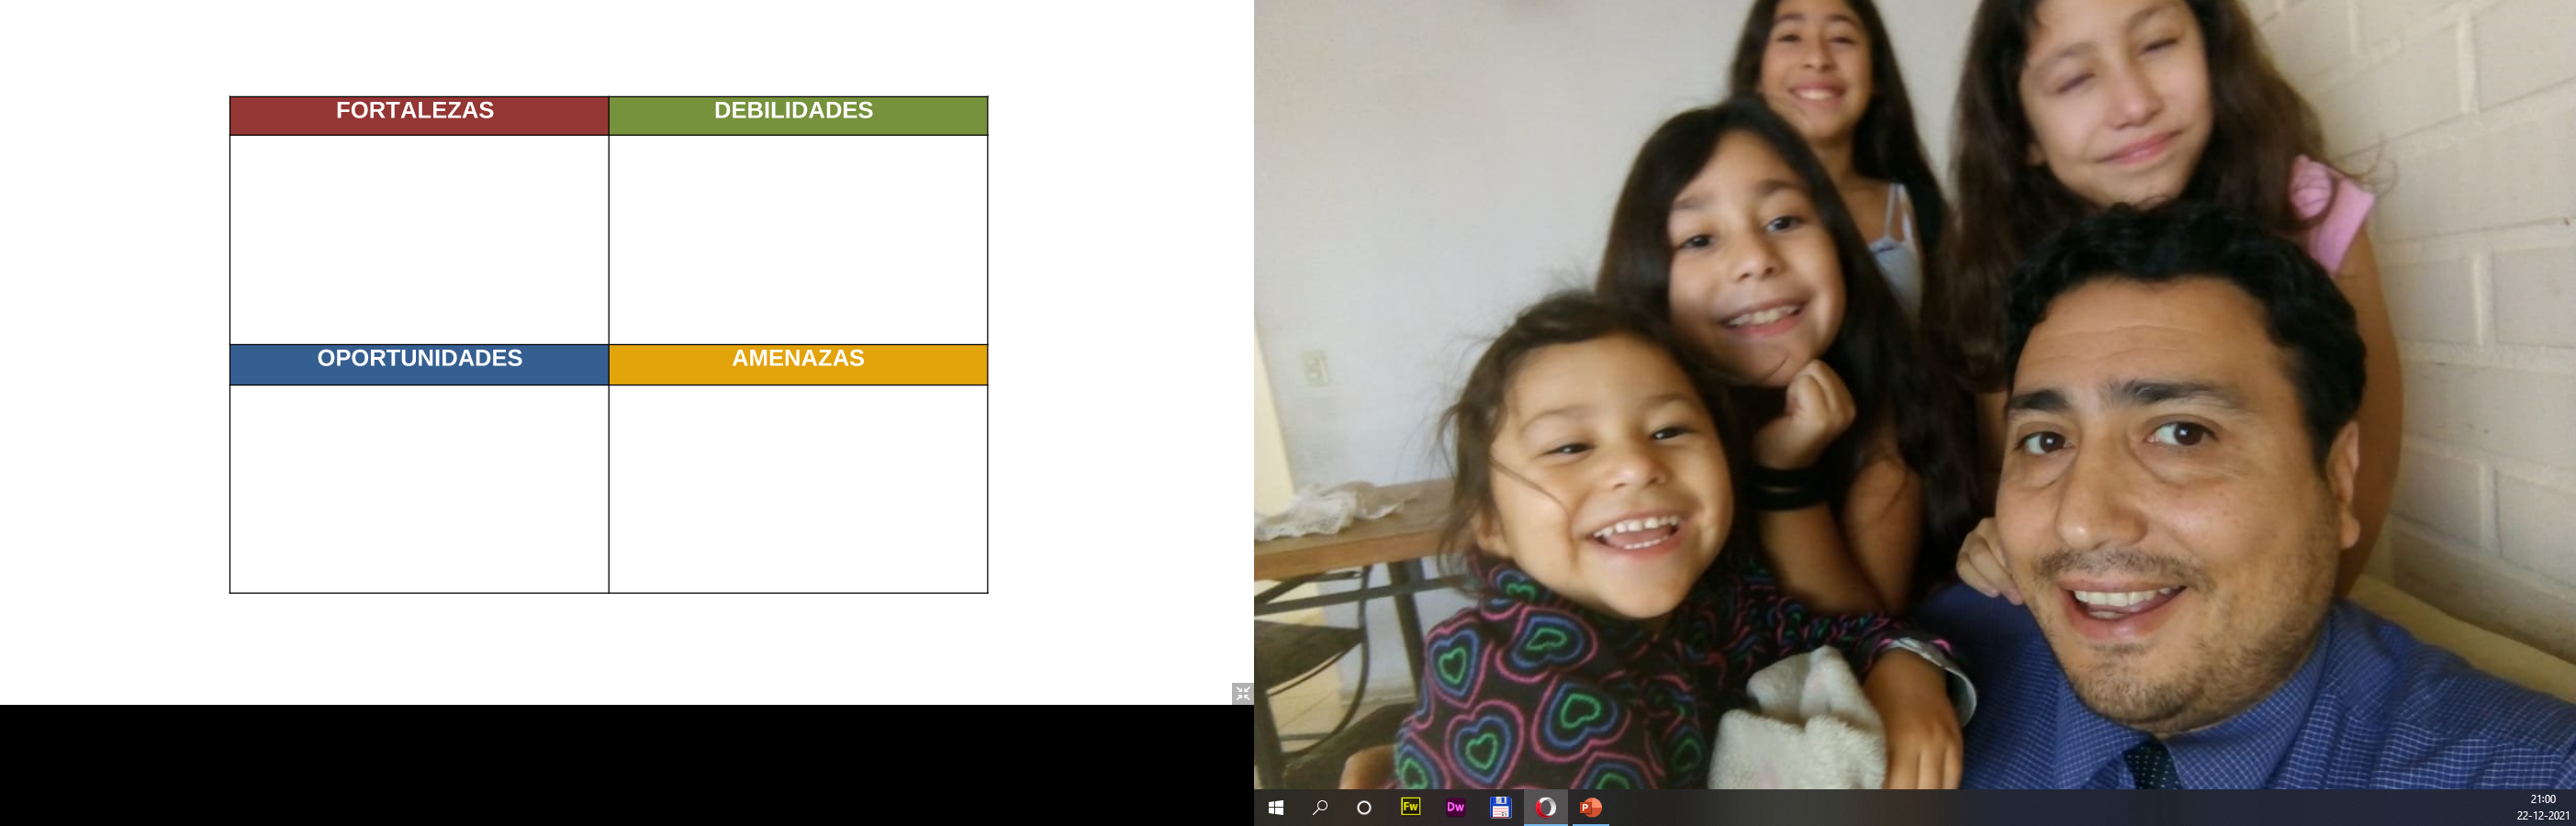 FORTALEZAS
DEBILIDADES
OPORTUNIDADES
AMENAZAS
Fw
Dw
P
21:00
22-12-2021